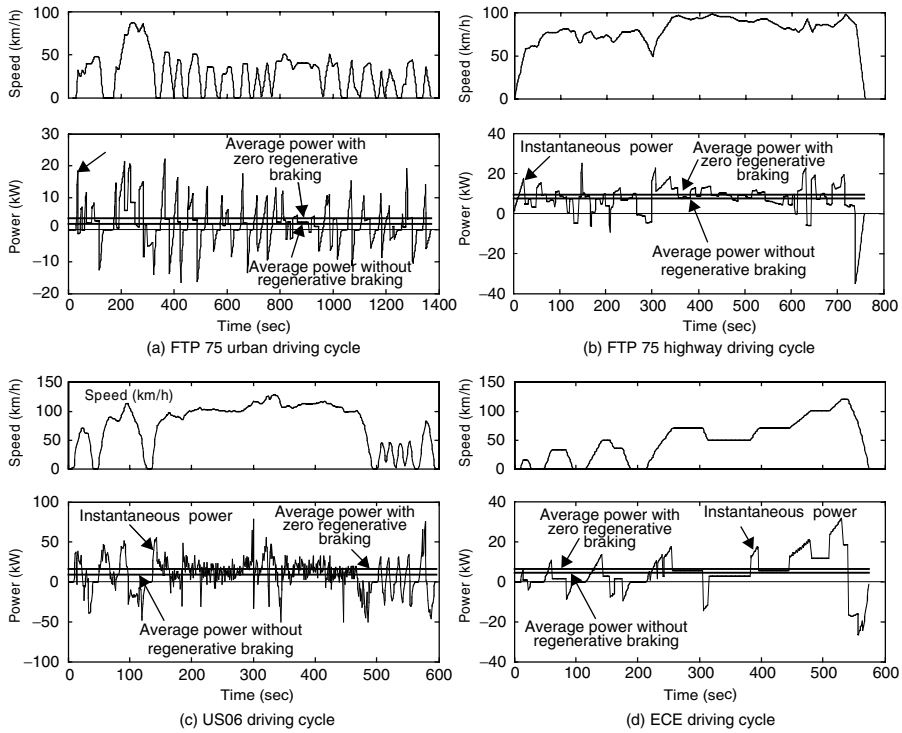 100
50
0
Speed (km/h)
30
20
10
0
−10
−20
Power (kW)
Average power with
zero regenerative
braking
Average power without
regenerative braking
0 200 400 600 800 1000 1200 1400
Time (sec)
(a) FTP 75 urban driving cycle
100
50
0
Speed (km/h)
40
20
0
−20
−40
Power (kW)
Instantaneous power
Average power with
zero regenerative
braking
Average power without
regenerative braking
0 100 200 300 400 500 600 700 800
Time (sec)
(b) FTP 75 highway driving cycle
150
100
50
0
Speed (km/h)
Speed (km/h)
100
50
0
−50
−100
Power (kW)
Instantaneous power
Average power with
zero regenerative
braking
Average power without
regenerative braking
0 100 200 300 400 500 600
Time (sec)
(c) US06 driving cycle
150
100
50
0
Speed (km/h)
40
20
0
−20
−40
Power (kW)
Average power with
zero regenerative
braking
Instantaneous power
Average power without
regenerative braking
0 100 200 300 400 500 600
Time (sec)
(d) ECE driving cycle